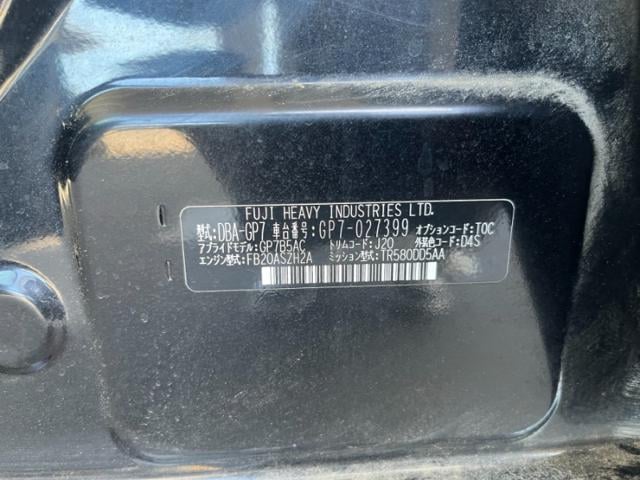 FUJI HEAVY INDUSTRIES LTD.
型式:DBA-GP7 車台番号:GP7-027399 オプションコード:TOC
アプライドモデル:GP7B5AC トリムコード:J20 外装色コード:D4S
エンジン型式:FB20ASZH2A ミッション型式:TR580DD5AA